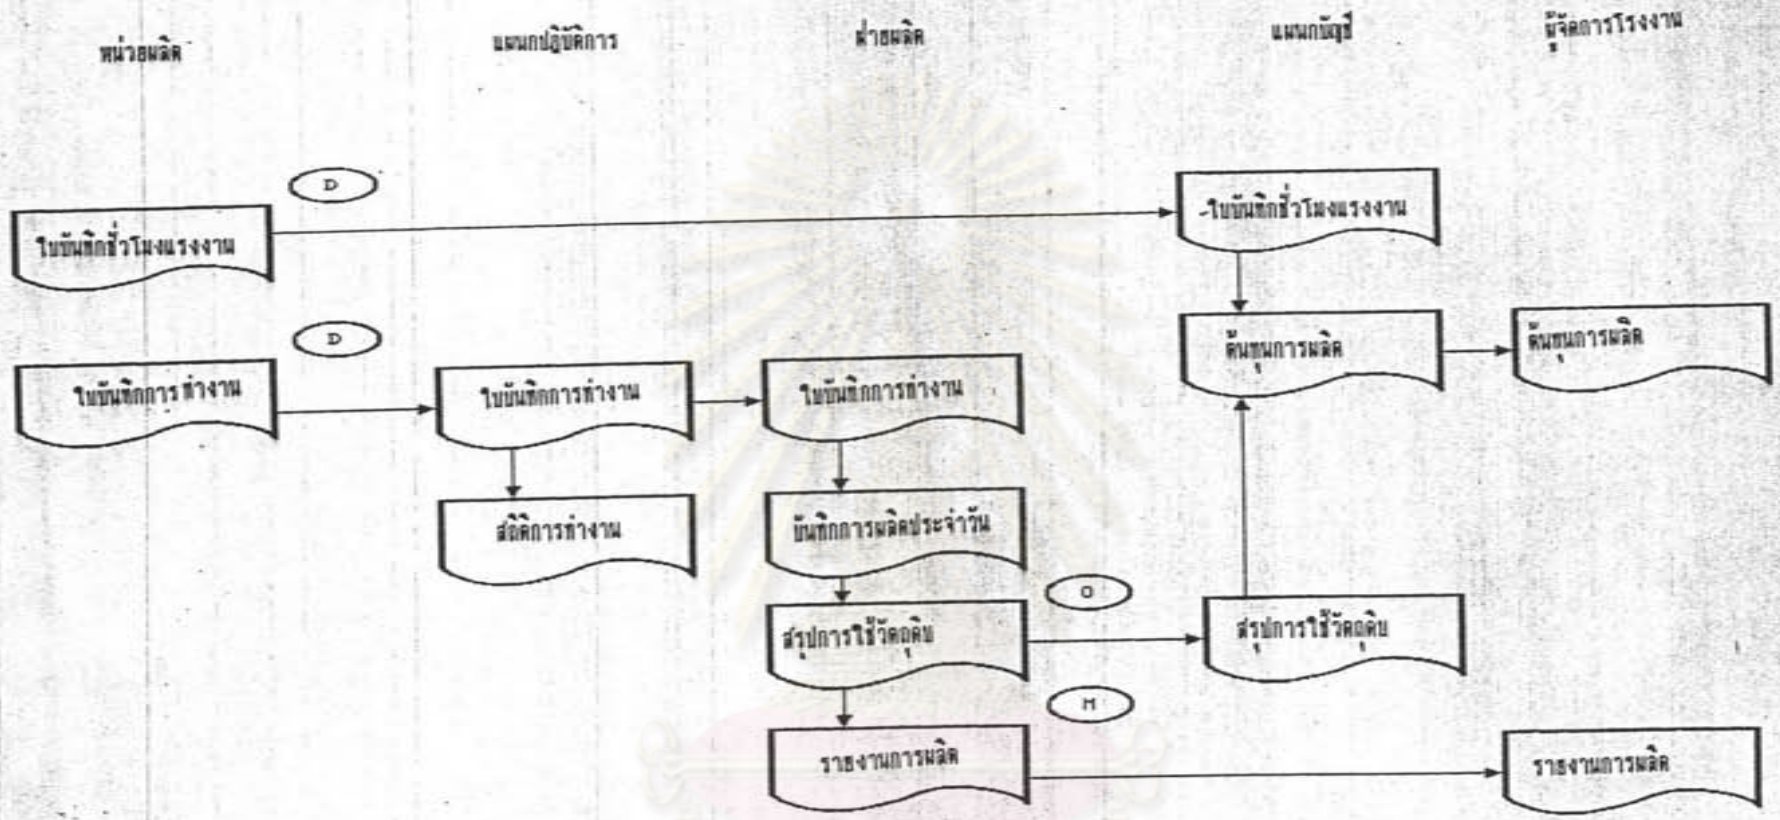 หน่วยผลิต
แผนกปฏิบัติการ
ฝ่ายผลิต
แผนกบัญชี
ผู้จัดการโรงงาน
D
ใบบันทึกชั่วโมงแรงงาน
-ใบบันทึกชั่วโมงแรงงาน
D
ต้นทุนการผลิต
ต้นทุนการผลิต
ใบบันทึกการทำงาน
ใบบันทึกการทำงาน
ใบบันทึกการทำงาน
สถิติการทำงาน
บันทึกการผลิตประจำวัน
O
สรุปการใช้วัตถุดิบ
สรุปการใช้วัตถุดิบ
M
รายงานการผลิต
รายงานการผลิต